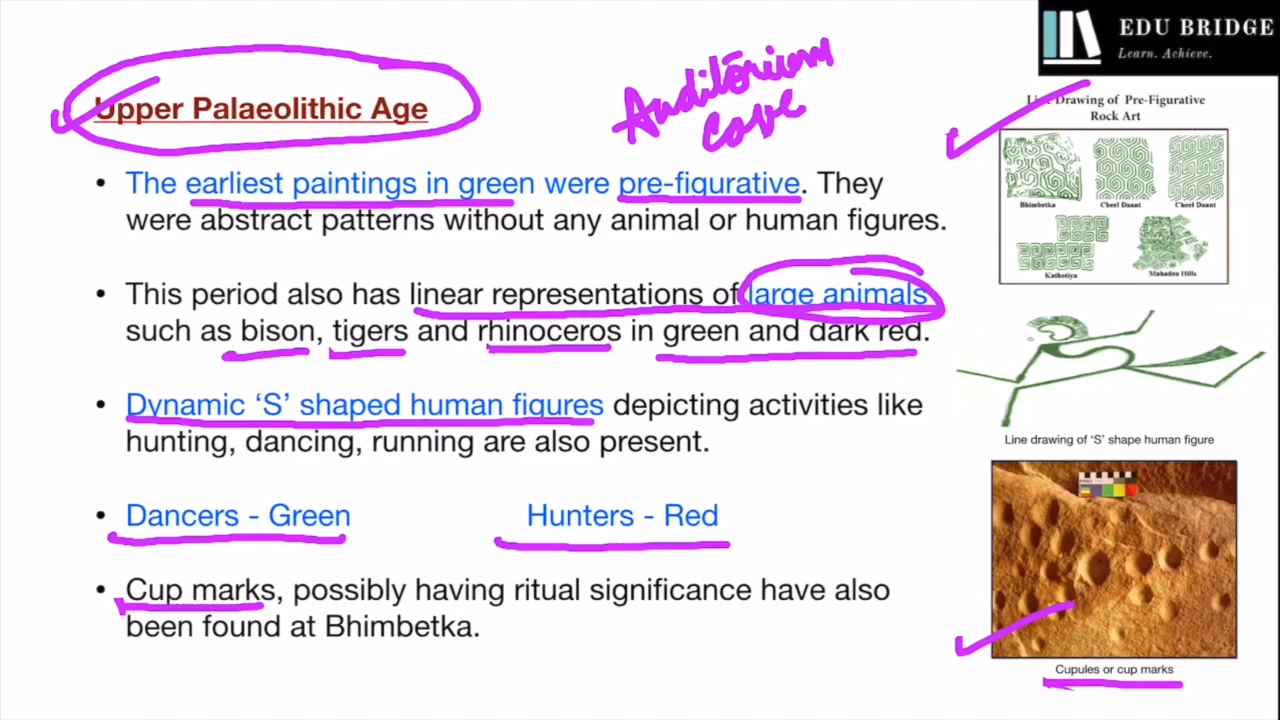 EDU BRIDGE
Learn. Achieve.
Auditorium
Cave
Upper Palaeolithic Age
• The earliest paintings in green were pre-figurative. They
were abstract patterns without any animal or human figures.
• This period also has linear representations of large animals
such as bison, tigers and rhinoceros in green and dark red.
• Dynamic ‘S’ shaped human figures depicting activities like
hunting, dancing, running are also present.
• Dancers - Green Hunters - Red
• Cup marks, possibly having ritual significance have also
been found at Bhimbetka.
Line Drawing of Pre-Figurative
Rock Art
Bhimbetka Cheel Daant Cheel Daant
Kathotiya Mahadeo Hills
Line drawing of ‘S’ shape human figure
Cupules or cup marks